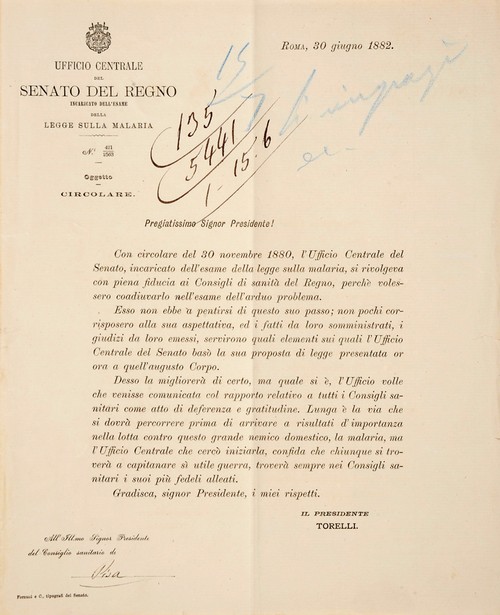 Roma, 30 giugno 1882.
UFFICIO CENTRALE
DEL
SENATO DEL REGNO
INCARICATO DELL'ESAME
DELLA
LEGGE SULLA MALARIA
N.°
Oggetto
CIRCOLARE.
15
si ringrazi
135
5441
1-15.6
Pregiatissimo Signor Presidente!
Con circolare del 30 novembre 1880, l'Ufficio Centrale del
Senato, incaricato dell'esame della legge sulla malaria, si rivolgeva
con piena fiducia ai Consigli di sanità del Regno, perchè voles-
sero coadiuvarlo nell'esame dell'arduo problema.
Esso non ebbe a pentirsi di questo suo passo; non pochi cor-
risposero alla sua aspettativa, ed i fatti da loro somministrati, i
giudizi da loro emessi, servirono quali elementi sui quali l'Ufficio
Centrale del Senato basò la sua proposta di legge presentata or
ora a quell'augusto Corpo.
Desso la migliorerà di certo, ma quale si è, l'Ufficio volle
che venisse comunicata col rapporto relativo a tutti i Consigli sa-
nitari come atto di deferenza e gratitudine. Lunga è la via che
si dovrà percorrere prima di arrivare a risultati d'importanza
nella lotta contro questo grande nemico domestico, la malaria, ma
l'Ufficio Centrale che cercò iniziarla, confida che chiunque si tro-
verà a capitanare sì utile guerra, troverà sempre nei Consigli sa-
nitari i suoi più fedeli alleati.
Gradisca, signor Presidente, i miei rispetti.
IL PRESIDENTE
TORELLI.
All' Ill.mo Signor Presidente
del Consiglio sanitario di
Pisa
Forzani e C., tipografi del Senato.